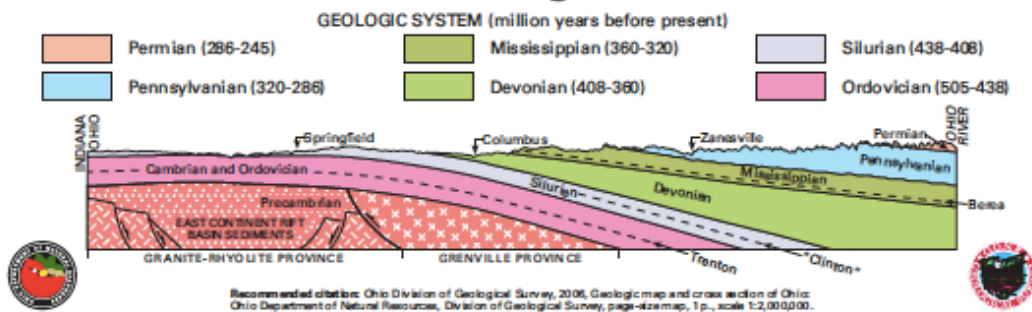 GEOLOGIC SYSTEM (million years before present)
Permian (286-245)
Mississippian (360-320)
Silurian (438-408)
Pennsylvanian (320-286)
Devonian (408-360)
Ordovician (505-438)
INDIANA
OHIO
Springfield
Columbus
Zanesville
Permian
OHIO
RIVER
Pennsylvanian
Mississippian
Cambrian and Ordovician
Silurian
Devonian
Berea
Precambrian
EAST CONTINENT RIFT
BASIN SEDIMENTS
GRANITE-RHYOLITE PROVINCE
GRENVILLE PROVINCE
Trenton
"Clinton"
Recommended citation: Ohio Division of Geological Survey, 2006, Geologic map and cross section of Ohio:
Ohio Department of Natural Resources, Division of Geological Survey, page-size map, 1 p., scale 1:2,000,000.